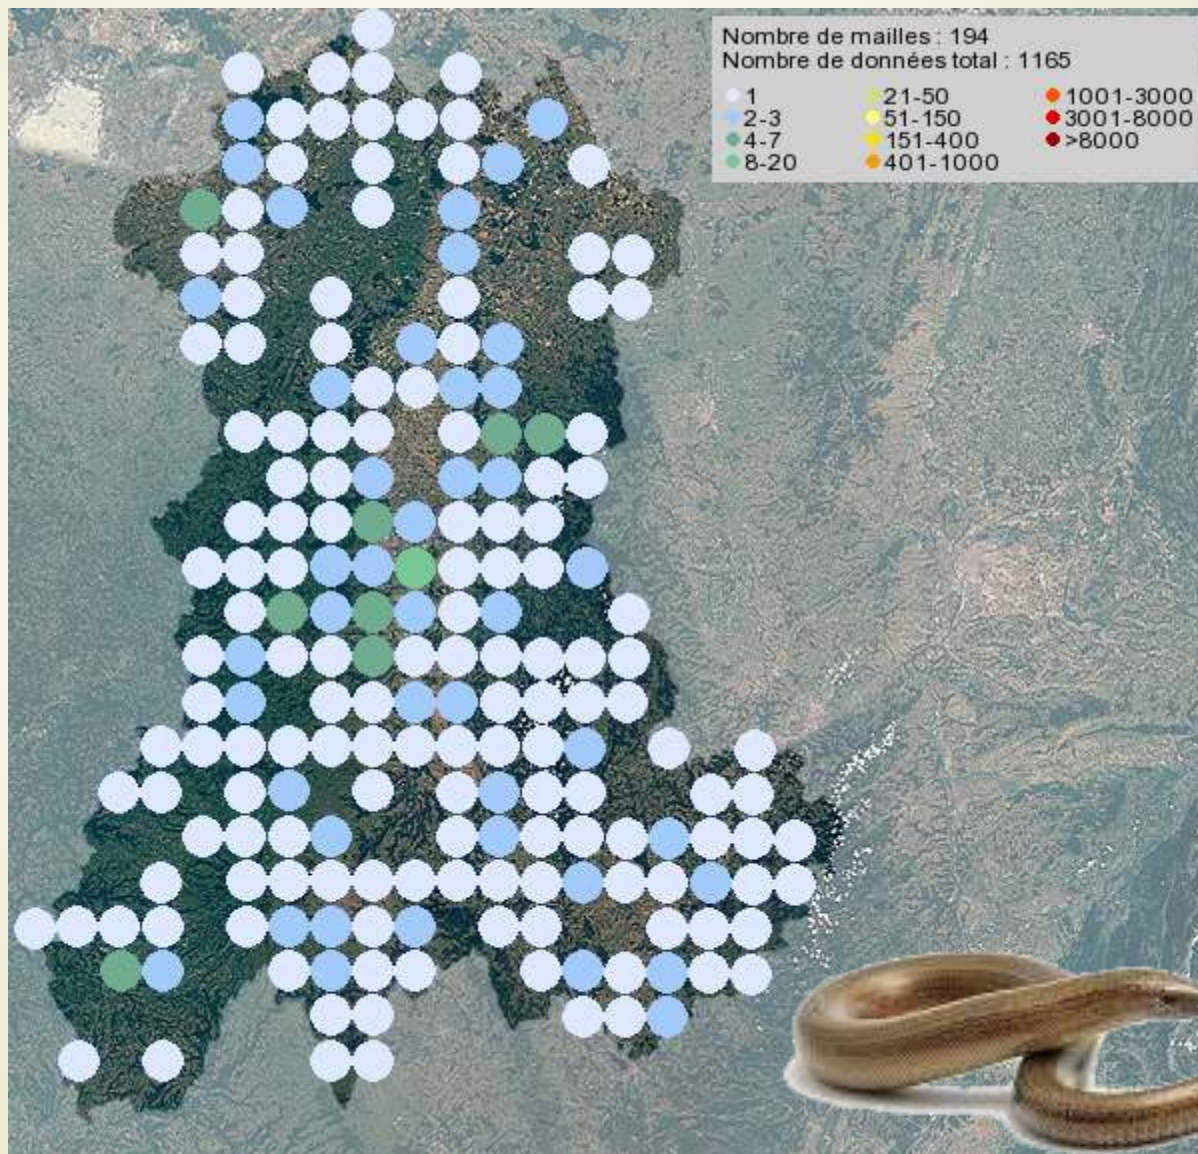 Nombre de mailles : 194
Nombre de données total : 1165
1 21-50 1001-3000
2-3 51-150 3001-8000
4-7 151-400 >8000
8-20 401-1000